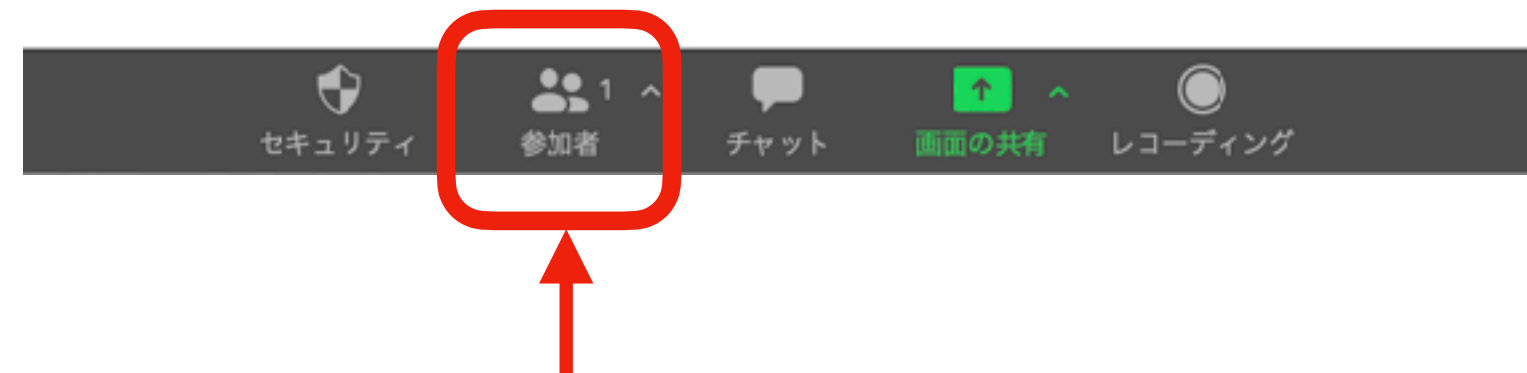 1
セキュリティ
参加者
チャット
画面の共有
レコーディング